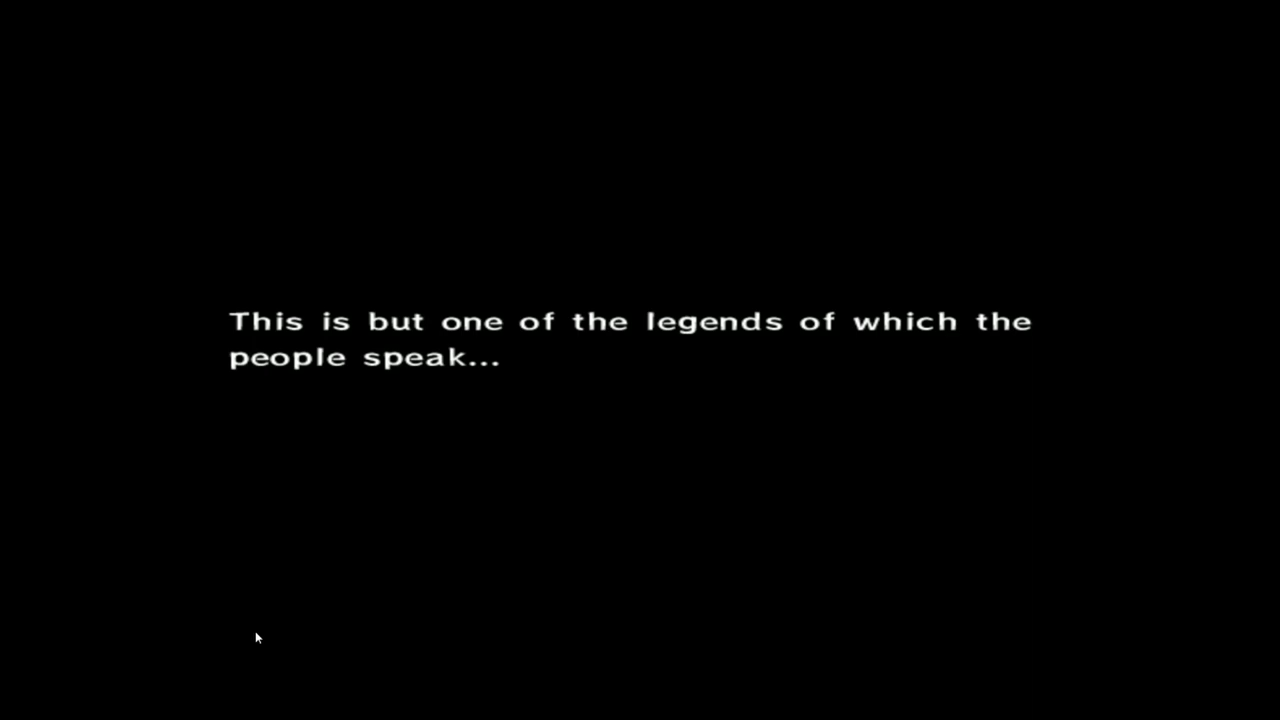 This is but one of the legends of which the
people speak...